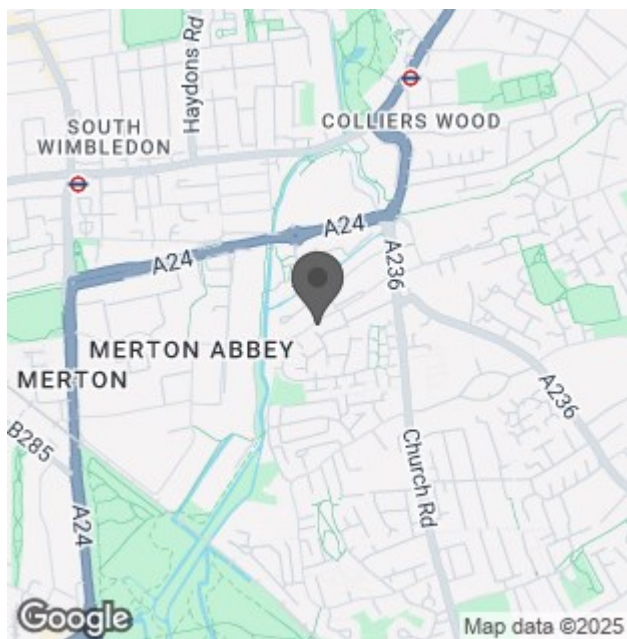 Haydons Rd
SOUTH
WIMBLEDON
COLLIERS WOOD
A24
A24
A236
MERTON ABBEY
MERTON
A236
B285
Church Rd
A24
Google
Map data ©2025